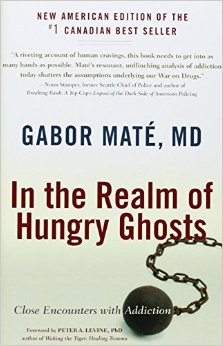 NEW AMERICAN EDITION OF THE
#1 CANADIAN BEST SELLER
"A riveting account of human cravings, this book needs to get into as
many hands as possible. Maté's resonant, unflinching analysis of addiction
today shatters the assumptions underlying our War on Drugs."
—Norm Stamper, former Seattle Chief of Police and author of
Breaking Rank: A Top Cop's Exposé of the Dark Side of American Policing
GABOR MATÉ, MD
In the Realm of
Hungry Ghosts
Close Encounters with Addiction
Foreword by PETER A. LEVINE, PhD
author of Waking the Tiger: Healing Trauma